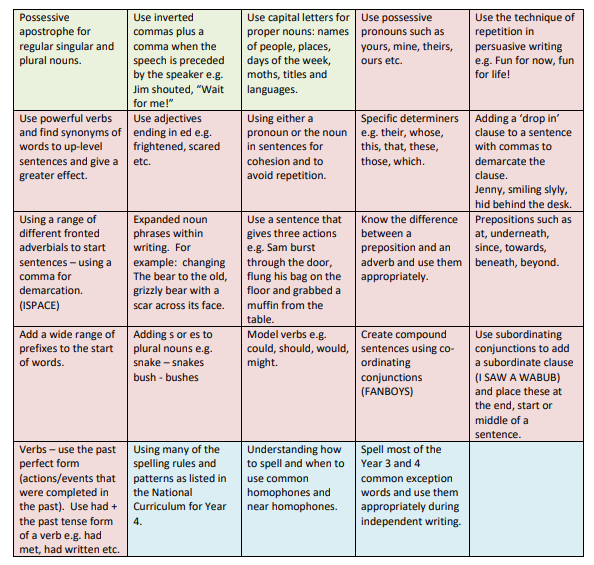 Possessive
apostrophe for
regular singular and
plural nouns.
Use inverted
commas plus a
comma when the
speech is preceded
by the speaker e.g.
Jim shouted, “Wait
for me!”
Use capital letters for
proper nouns: names
of people, places,
days of the week,
moths, titles and
languages.
Use possessive
pronouns such as
yours, mine, theirs,
ours etc.
Use the technique of
repetition in
persuasive writing
e.g. Fun for now, fun
for life!
Use powerful verbs
and find synonyms of
words to up-level
sentences and give a
greater effect.
Use adjectives
ending in ed e.g.
frightened, scared
etc.
Using either a
pronoun or the noun
in sentences for
cohesion and to
avoid repetition.
Specific determiners
e.g. their, whose,
this, that, these,
those, which.
Adding a ‘drop in’
clause to a sentence
with commas to
demarcate the
clause.
Jenny, smiling slyly,
hid behind the desk.
Using a range of
different fronted
adverbials to start
sentences – using a
comma for
demarcation.
(ISPACE)
Expanded noun
phrases within
writing. For
example: changing
The bear to the old,
grizzly bear with a
scar across its face.
Use a sentence that
gives three actions
e.g. Sam burst
through the door,
flung his bag on the
floor and grabbed a
muffin from the
table.
Know the difference
between a
preposition and an
adverb and use them
appropriately.
Prepositions such as
at, underneath,
since, towards,
beneath, beyond.
Add a wide range of
prefixes to the start
of words.
Adding s or es to
plural nouns e.g.
snake – snakes
bush - bushes
Model verbs e.g.
could, should, would,
might.
Create compound
sentences using co-
ordinating
conjunctions
(FANBOYS)
Use subordinating
conjunctions to add
a subordinate clause
(I SAW A WABUB)
and place these at
the end, start or
middle of a
sentence.
Verbs – use the past
perfect form
(actions/events that
were completed in
the past). Use had +
the past tense form
of a verb e.g. had
met, had written etc.
Using many of the
spelling rules and
patterns as listed in
the National
Curriculum for Year
4.
Understanding how
to spell and when to
use common
homophones and
near homophones.
Spell most of the
Year 3 and 4
common exception
words and use them
appropriately during
independent writing.